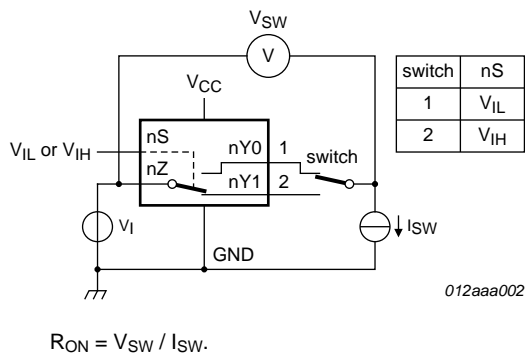 VSW
V
VCC
switch nS
1 VIL
2 VIH
VIL or VIH
nS
nZ
nY0 1
nY1 2
switch
VI
GND
ISW
012aaa002
RON = VSW / ISW.